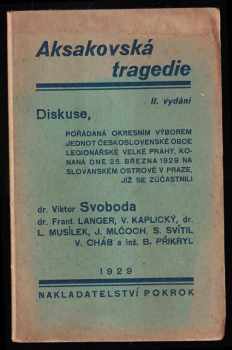 Aksakovská
tragedie
II. vydání
Diskuse,
POŘÁDANÁ OKRESNÍM VÝBOREM
JEDNOT ČESKOSLOVENSKÉ OBCE
LEGIONÁŘSKÉ VELKÉ PRAHY, KO-
NANÁ DNE 25. BŘEZNA 1929 NA
SLOVANSKÉM OSTROVĚ V PRAZE,
JÍŽ SE ZÚČASTNILI
dr. Viktor Svoboda
dr. Frant. LANGER, V. KAPLICKÝ, dr.
L. MUSÍLEK, J. MLČOCH, S. SVÍTIL
V. CHÁB a inž. B. PŘIKRYL
1929
NAKLADATELSTVÍ POKROK